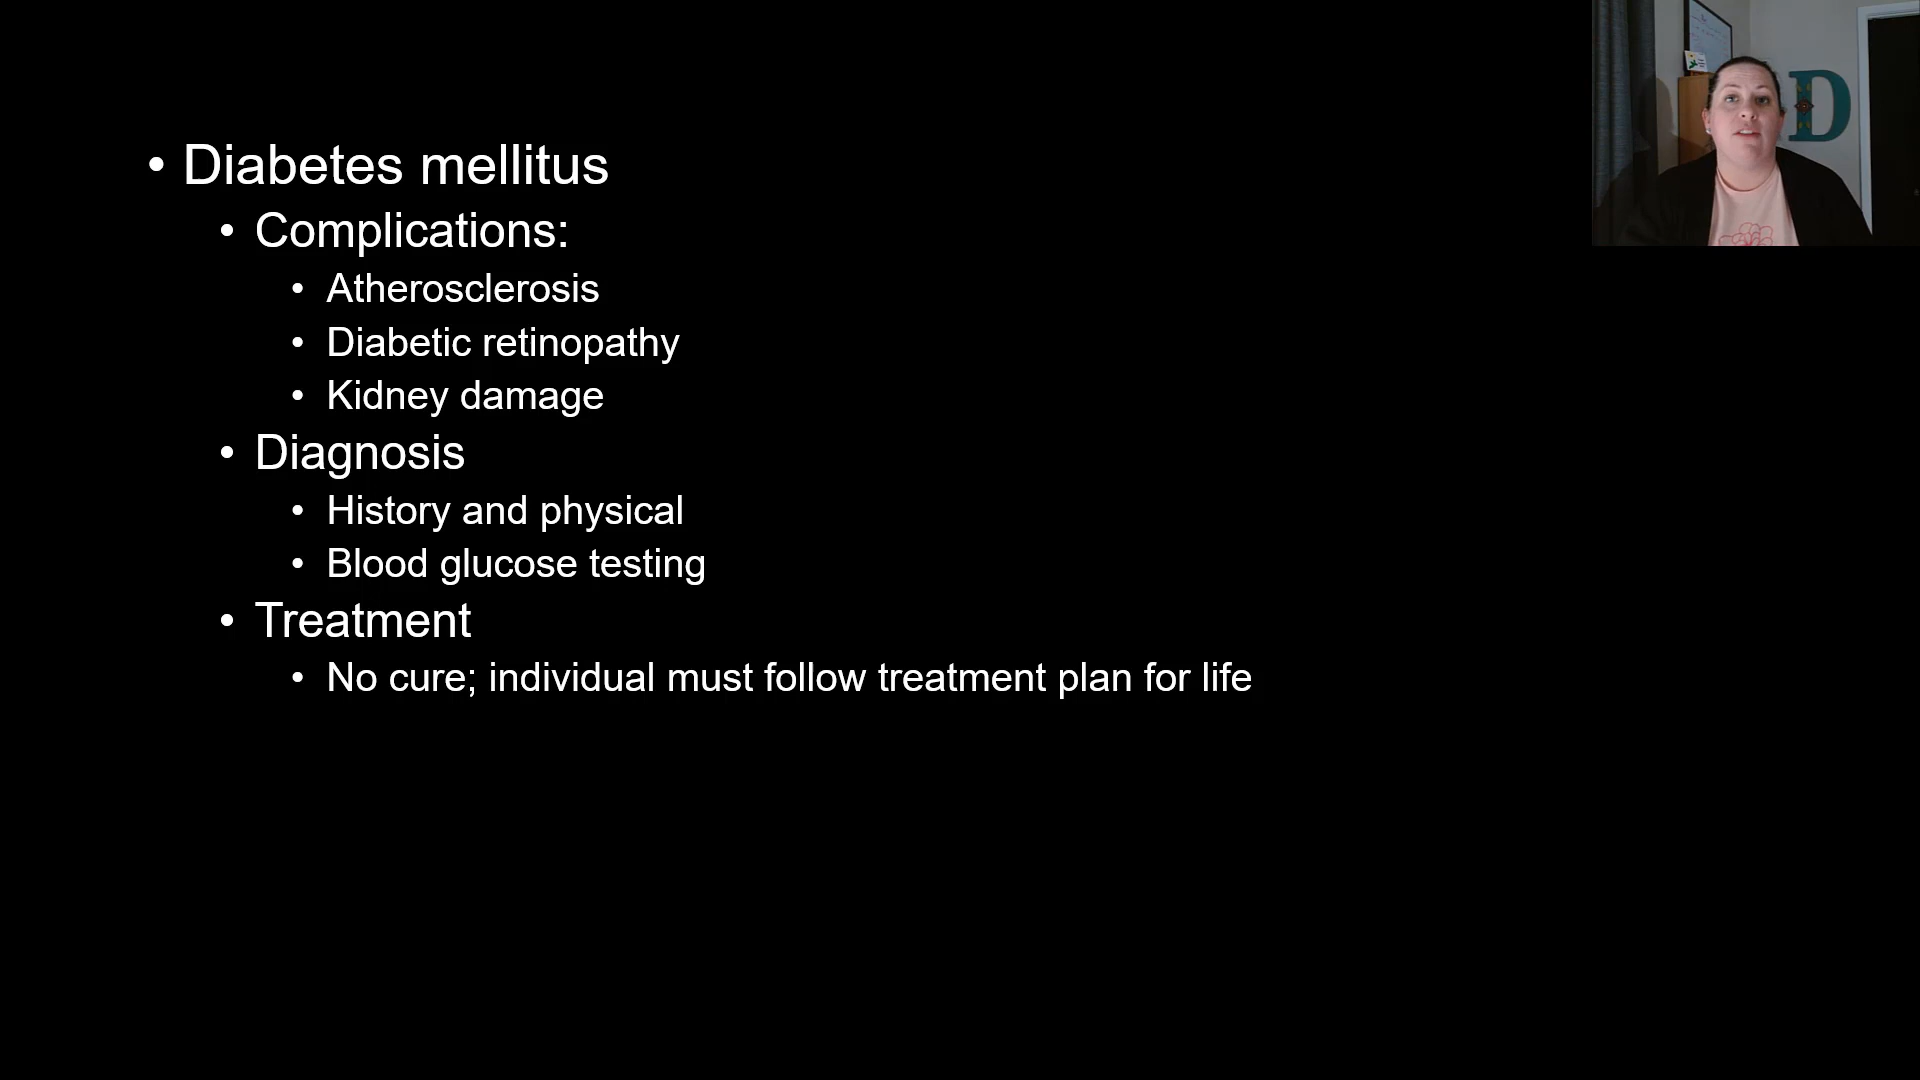 • Diabetes mellitus
• Complications:
• Atherosclerosis
• Diabetic retinopathy
• Kidney damage
• Diagnosis
• History and physical
• Blood glucose testing
• Treatment
• No cure; individual must follow treatment plan for life
D